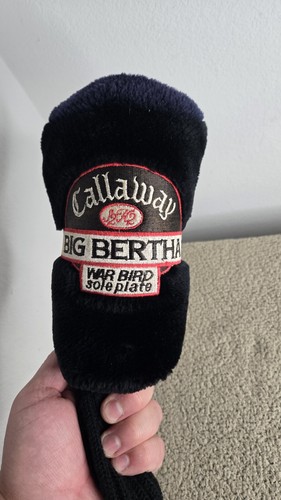 Callaway
BIG BERTHA
WAR BIRD
sole plate